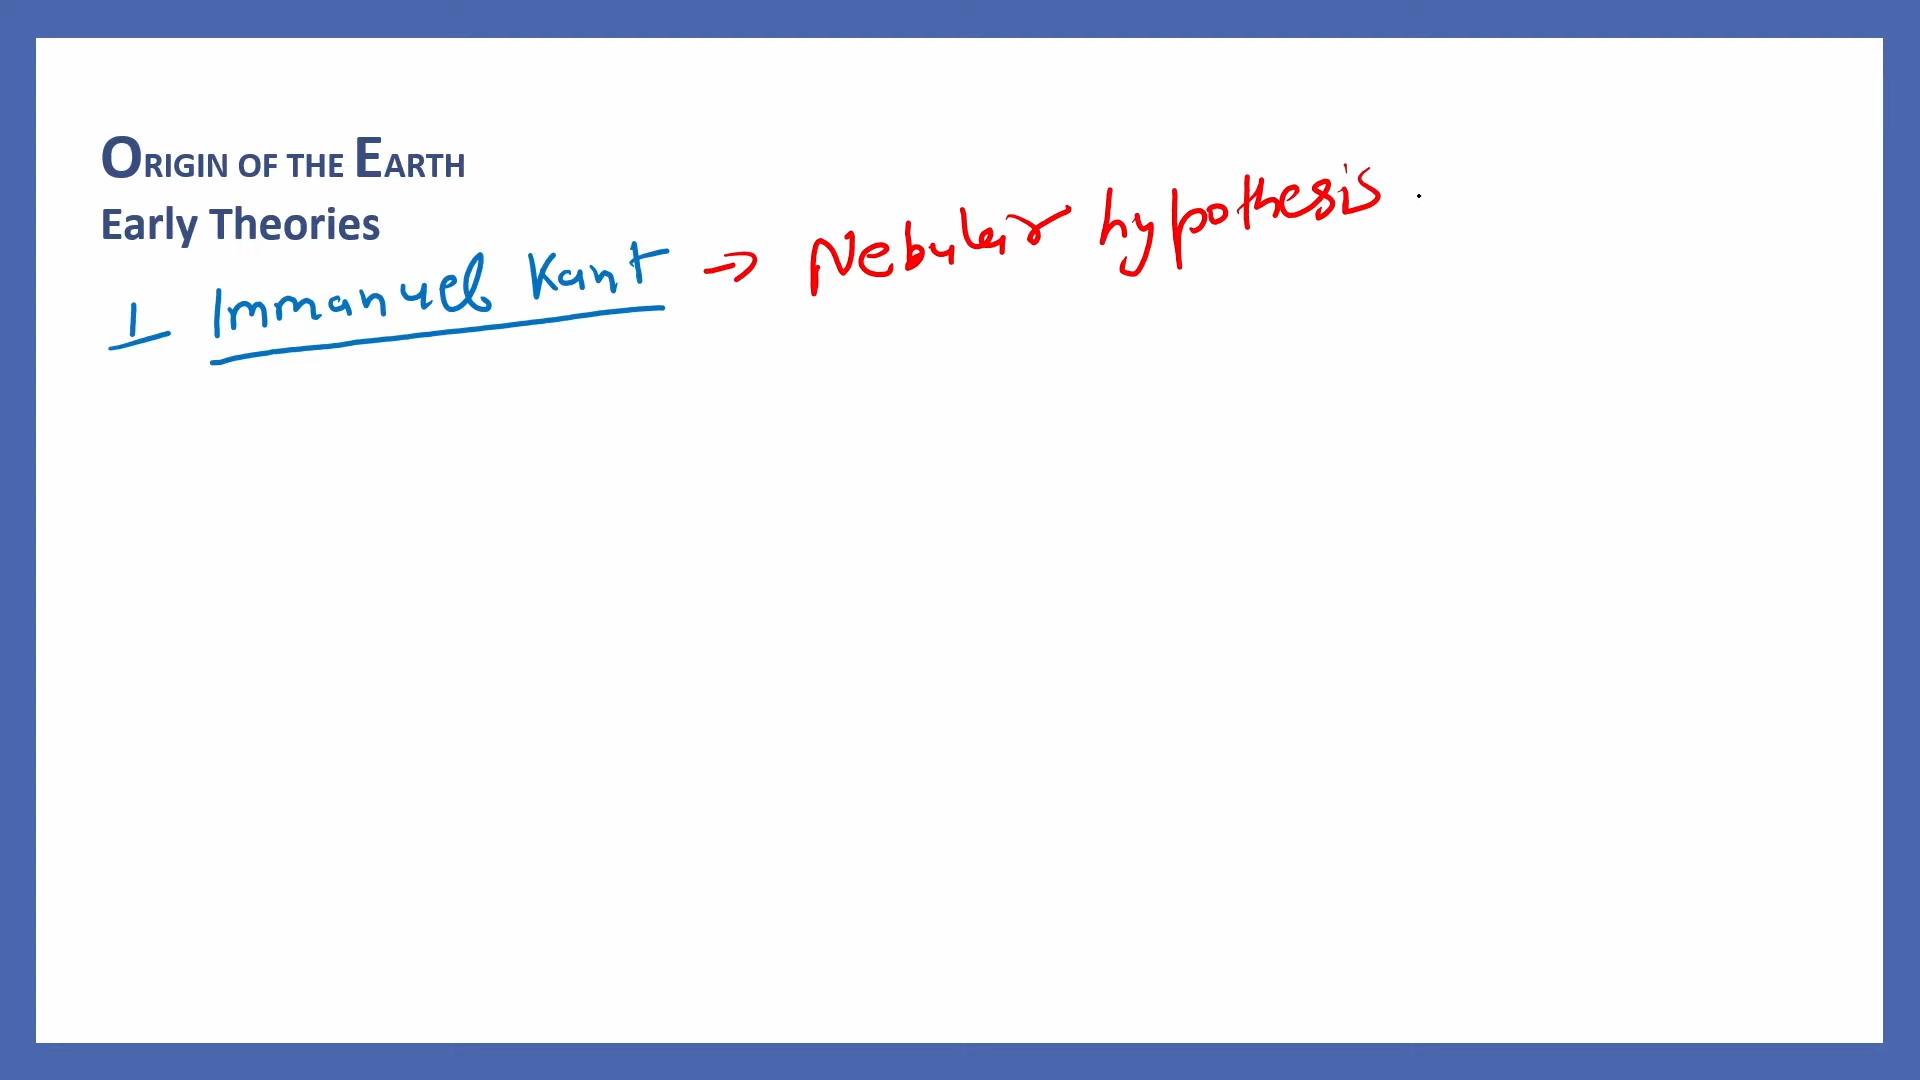 ORIGIN OF THE EARTH
Early Theories
1 Immanuel Kant → Nebular hypothesis.